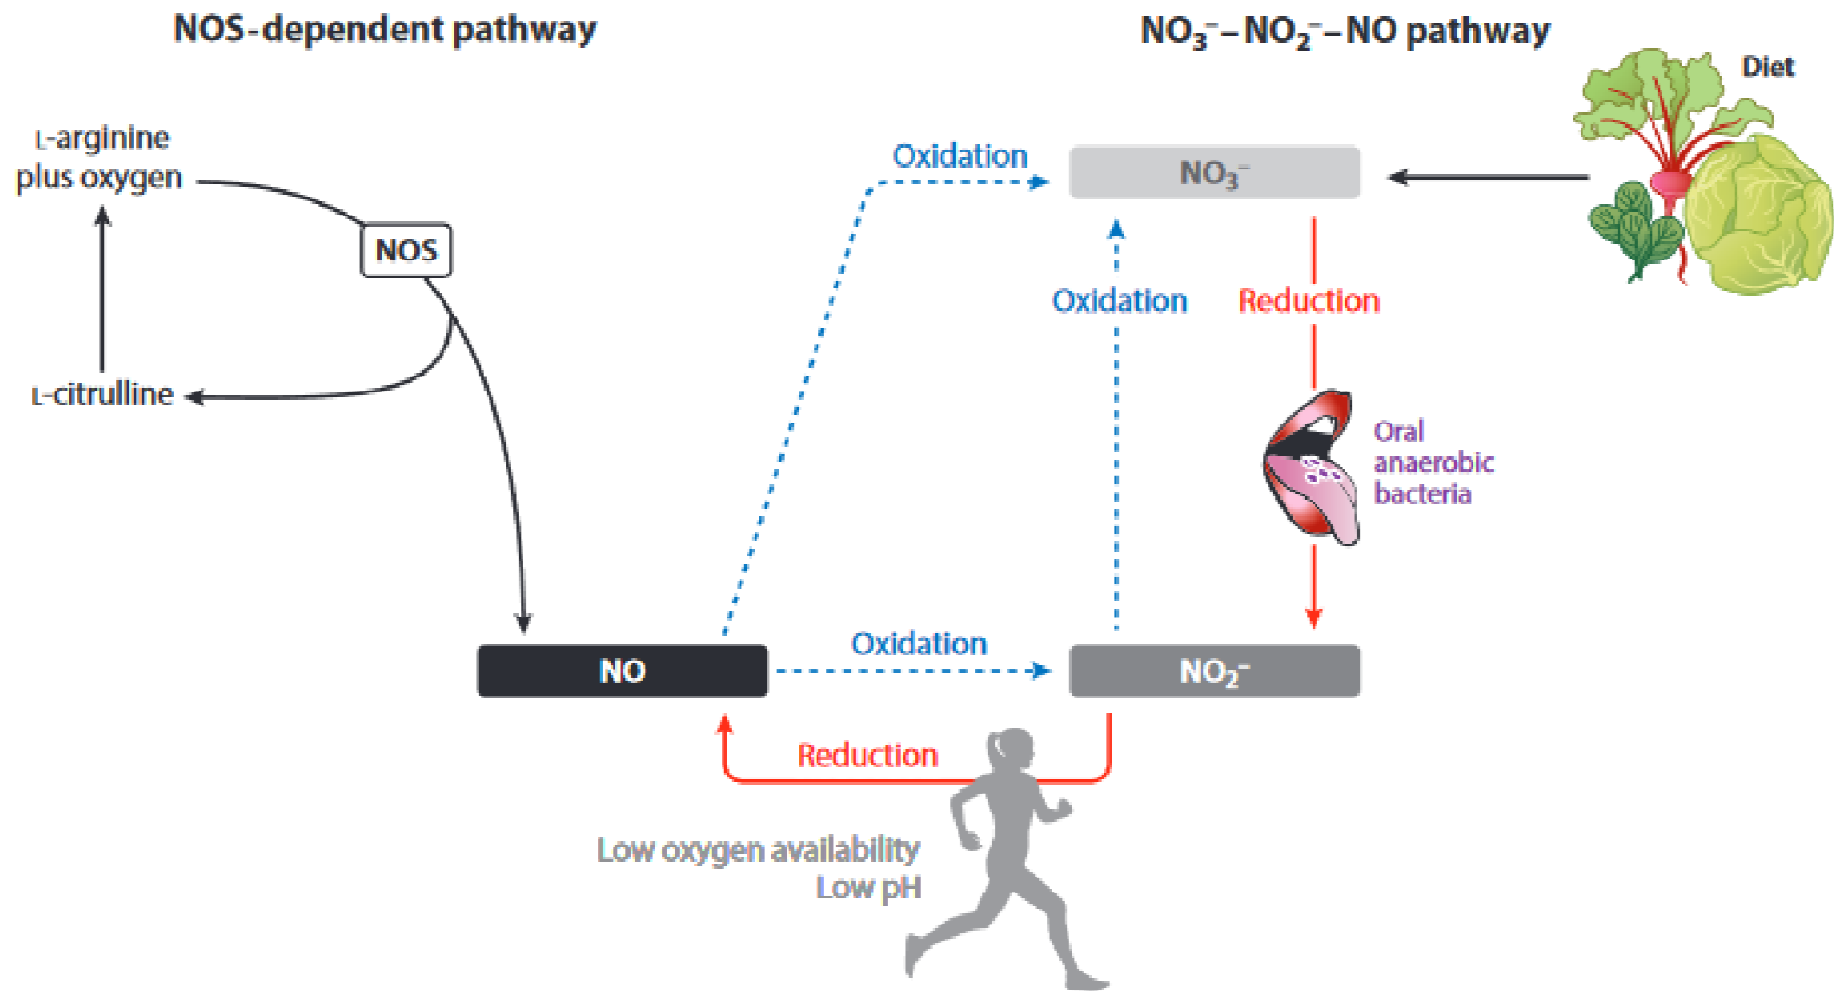 NOS-dependent pathway
NO₃⁻–NO₂⁻–NO pathway
Diet
L-arginine
plus oxygen
NOS
L-citrulline
Oxidation
NO₃⁻
Oxidation
Reduction
Oral
anaerobic
bacteria
NO
Oxidation
NO₂⁻
Reduction
Low oxygen availability
Low pH